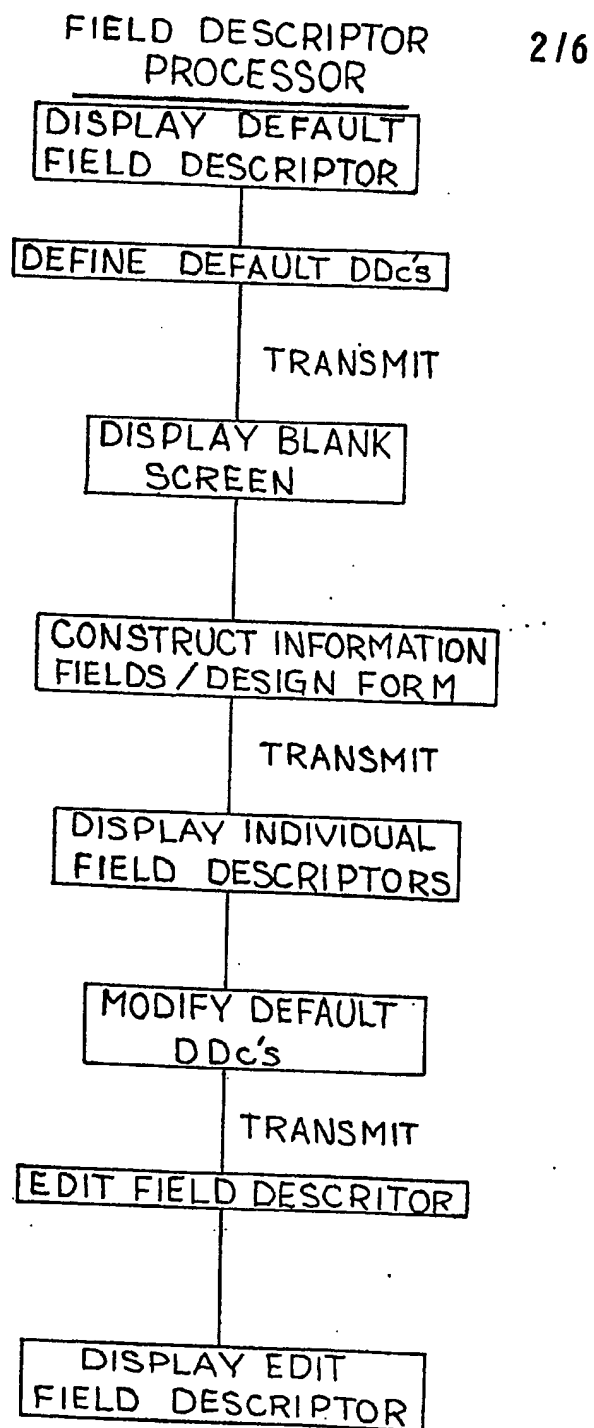 FIELD DESCRIPTOR
PROCESSOR
2/6
DISPLAY DEFAULT
FIELD DESCRIPTOR
DEFINE DEFAULT DDc's
TRANSMIT
DISPLAY BLANK
SCREEN
CONSTRUCT INFORMATION
FIELDS/DESIGN FORM
TRANSMIT
DISPLAY INDIVIDUAL
FIELD DESCRIPTORS
MODIFY DEFAULT
DDc's
TRANSMIT
EDIT FIELD DESCRITOR
DISPLAY EDIT
FIELD DESCRIPTOR